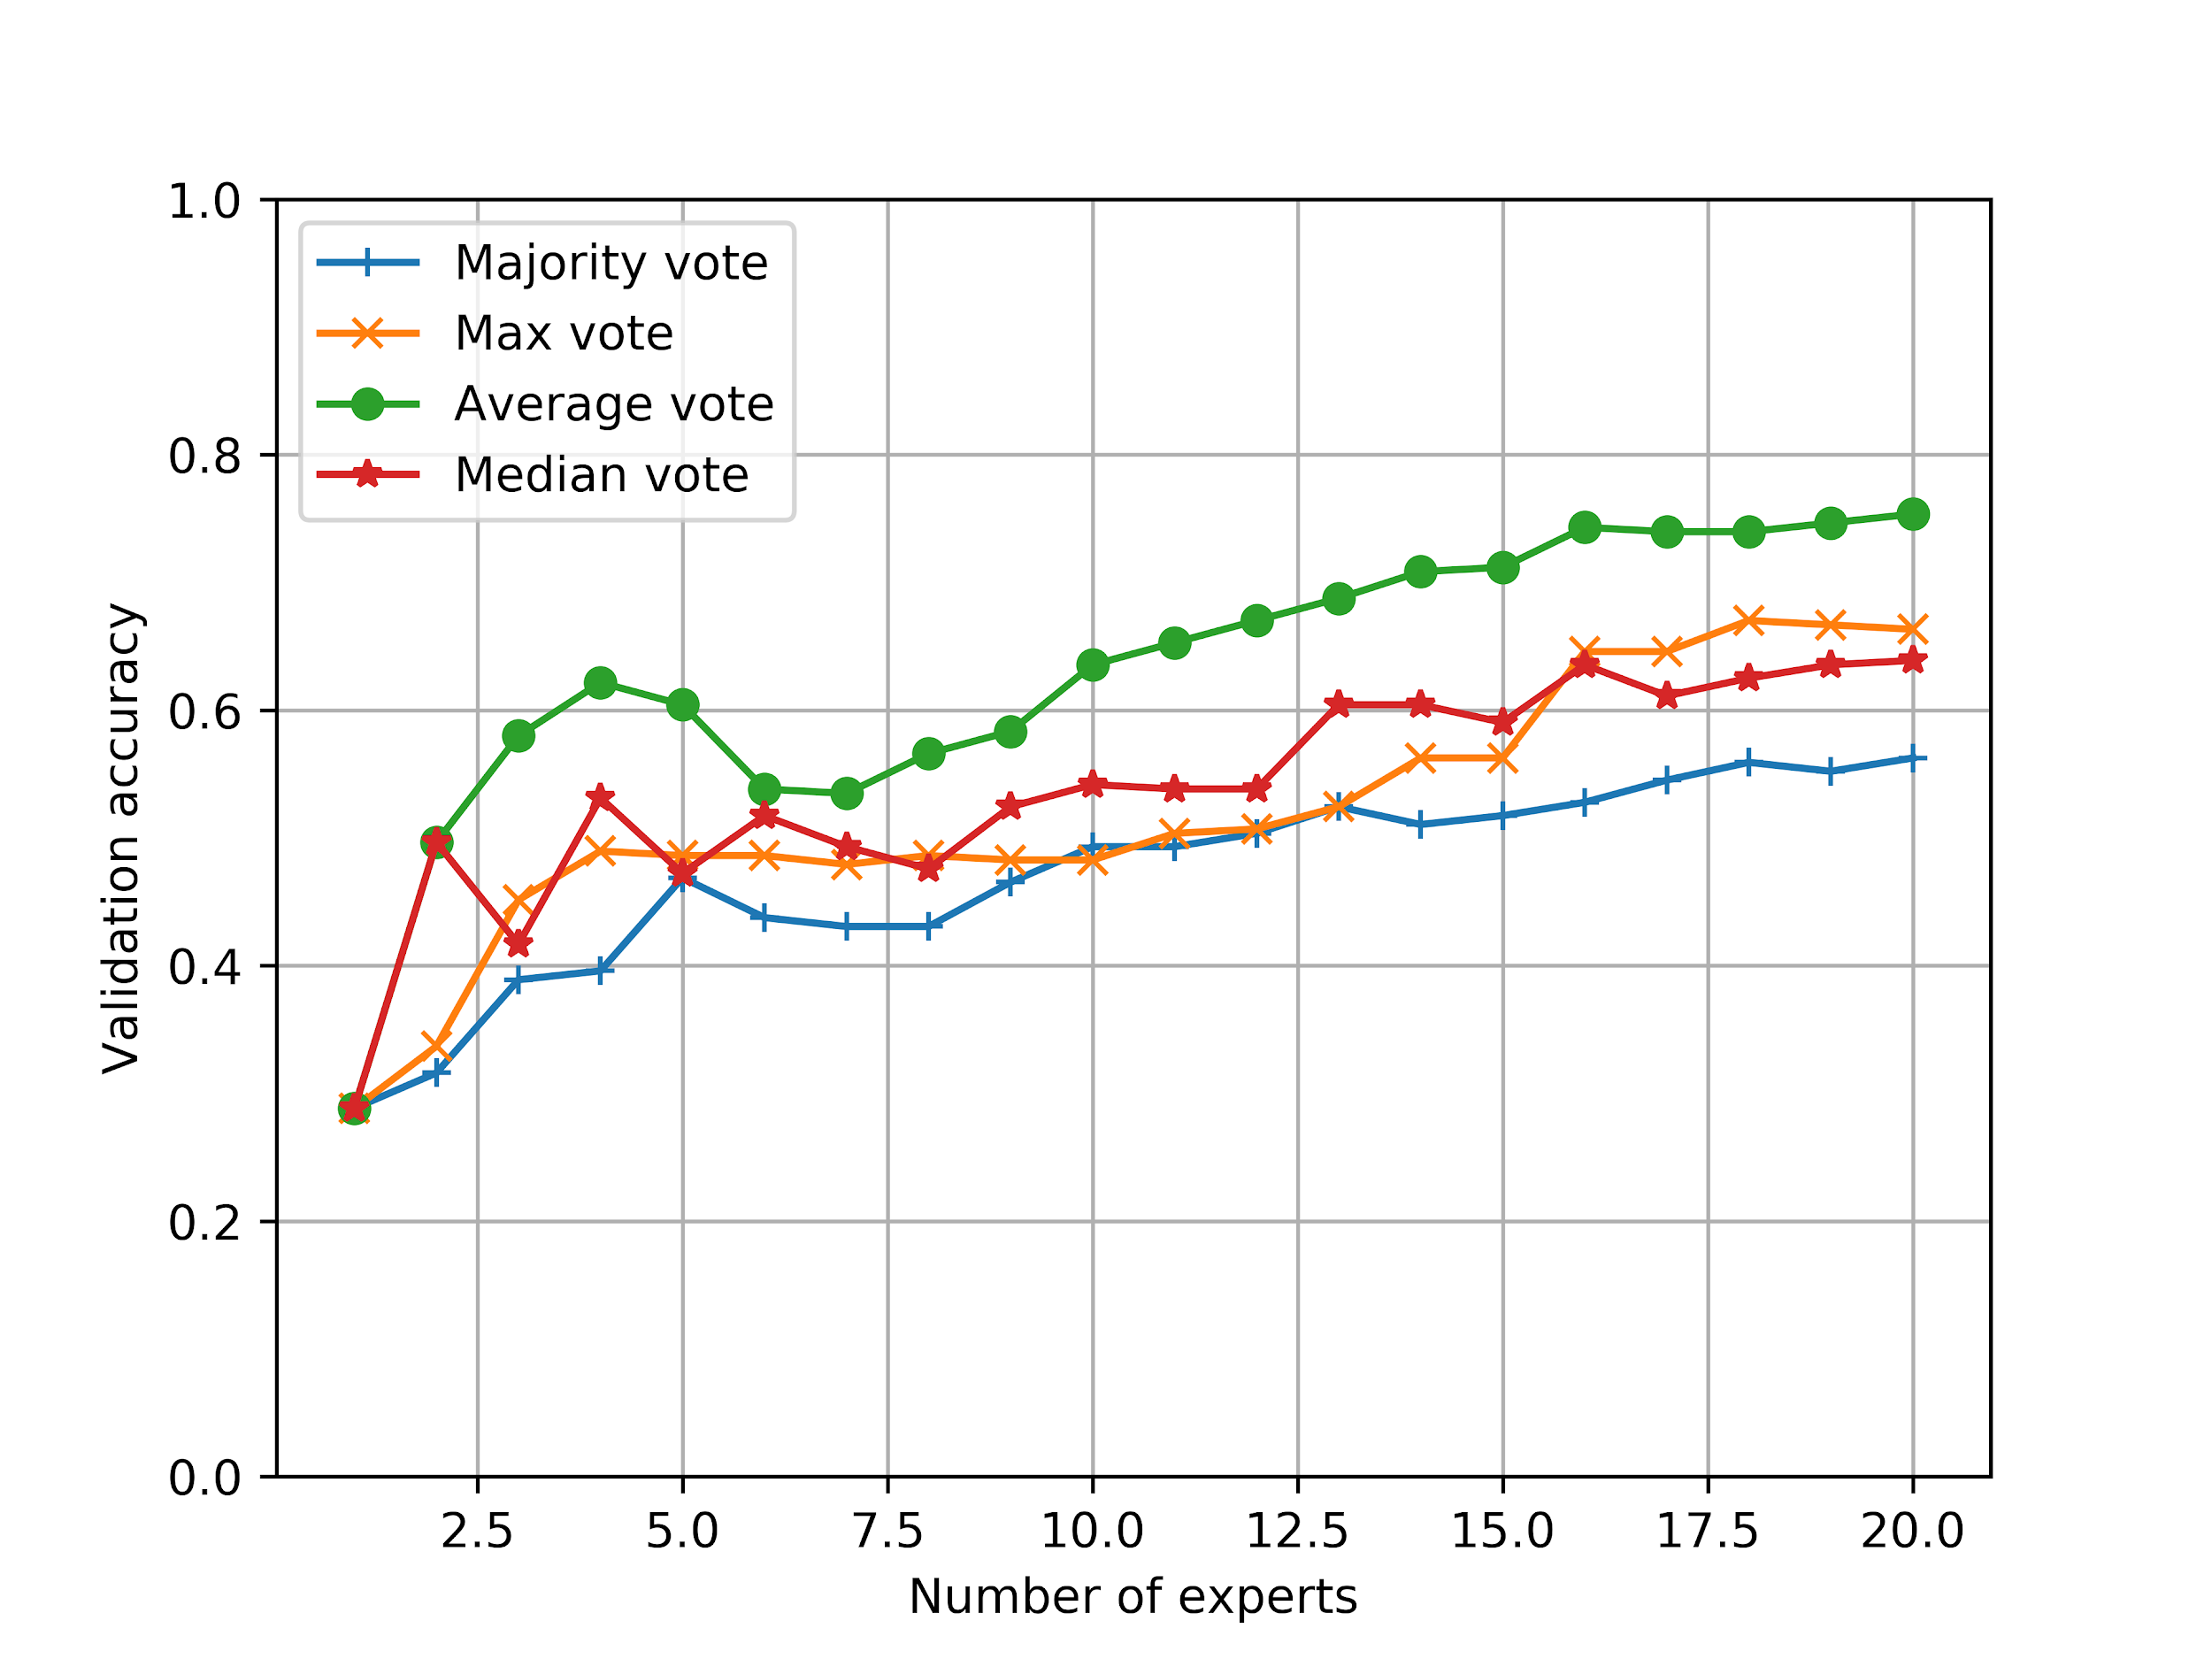 1.0
0.8
0.6
0.4
0.2
0.0
Validation accuracy
Majority vote
Max vote
Average vote
Median vote
2.5 5.0 7.5 10.0 12.5 15.0 17.5 20.0
Number of experts